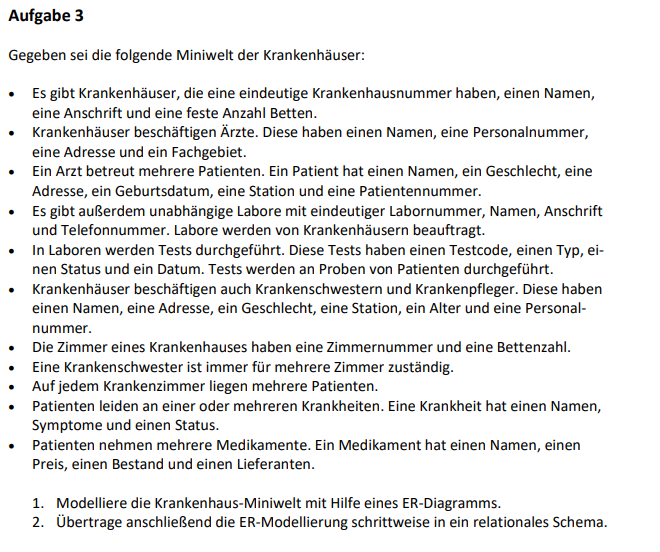 Aufgabe 3
Gegeben sei die folgende Miniwelt der Krankenhäuser:
• Es gibt Krankenhäuser, die eine eindeutige Krankenhausnummer haben, einen Namen,
eine Anschrift und eine feste Anzahl Betten.
• Krankenhäuser beschäftigen Ärzte. Diese haben einen Namen, eine Personalnummer,
eine Adresse und ein Fachgebiet.
• Ein Arzt betreut mehrere Patienten. Ein Patient hat einen Namen, ein Geschlecht, eine
Adresse, ein Geburtsdatum, eine Station und eine Patientennummer.
• Es gibt außerdem unabhängige Labore mit eindeutiger Labornummer, Namen, Anschrift
und Telefonnummer. Labore werden von Krankenhäusern beauftragt.
• In Laboren werden Tests durchgeführt. Diese Tests haben einen Testcode, einen Typ, ei-
nen Status und ein Datum. Tests werden an Proben von Patienten durchgeführt.
• Krankenhäuser beschäftigen auch Krankenschwestern und Krankenpfleger. Diese haben
einen Namen, eine Adresse, ein Geschlecht, eine Station, ein Alter und eine Personal-
nummer.
• Die Zimmer eines Krankenhauses haben eine Zimmernummer und eine Bettenzahl.
• Eine Krankenschwester ist immer für mehrere Zimmer zuständig.
• Auf jedem Krankenzimmer liegen mehrere Patienten.
• Patienten leiden an einer oder mehreren Krankheiten. Eine Krankheit hat einen Namen,
Symptome und einen Status.
• Patienten nehmen mehrere Medikamente. Ein Medikament hat einen Namen, einen
Preis, einen Bestand und einen Lieferanten.
1. Modelliere die Krankenhaus-Miniwelt mit Hilfe eines ER-Diagramms.
2. Übertrage anschließend die ER-Modellierung schrittweise in ein relationales Schema.